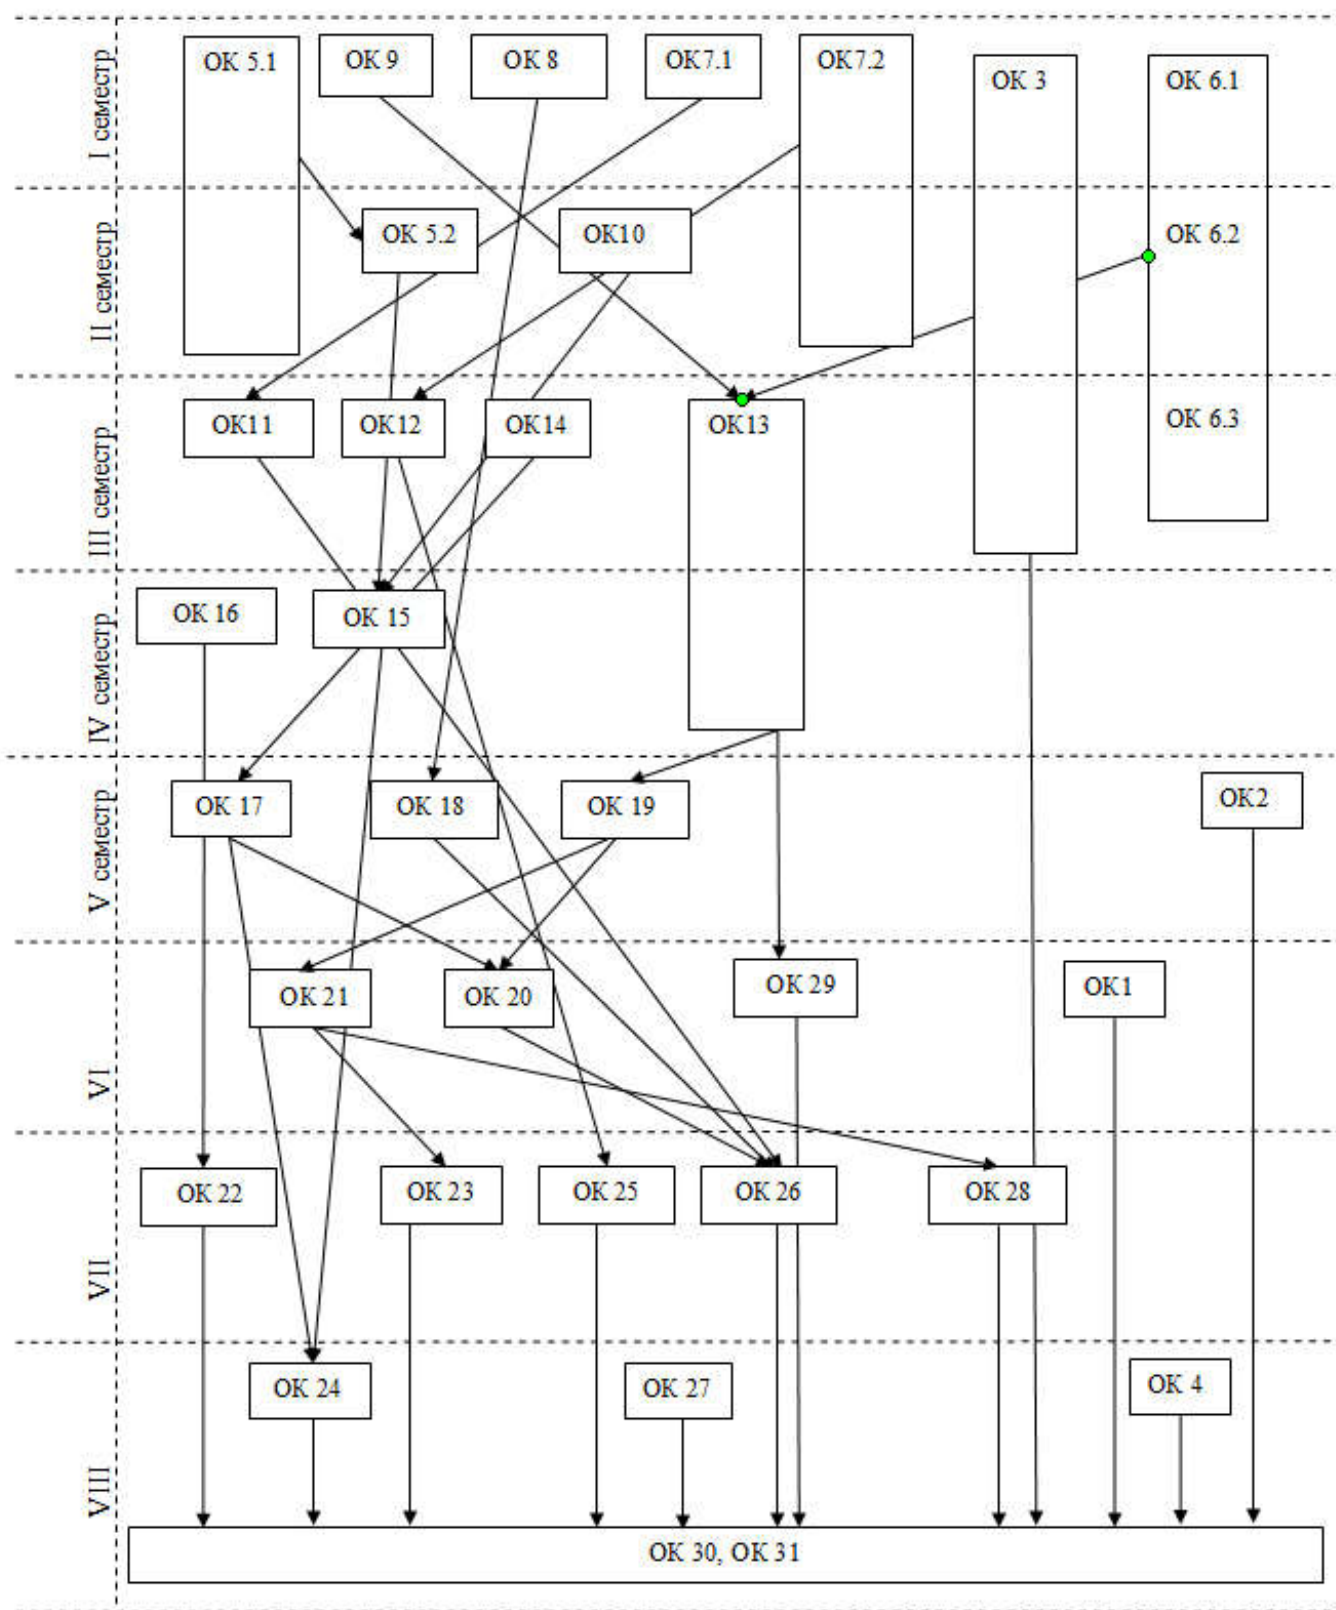 I семестр
ОК 5.1
ОК 9
ОК 8
ОК7.1
ОК7.2
ОК 3
ОК 6.1
II семестр
ОК 5.2
ОК10
ОК 6.2
III семестр
ОК11
ОК12
ОК14
ОК13
ОК 6.3
IV семестр
ОК 16
ОК 15
V семестр
ОК 17
ОК 18
ОК 19
ОК2
VI
ОК 21
ОК 20
ОК 29
ОК1
VII
ОК 22
ОК 23
ОК 25
ОК 26
ОК 28
VIII
ОК 24
ОК 27
ОК 4
ОК 30, ОК 31